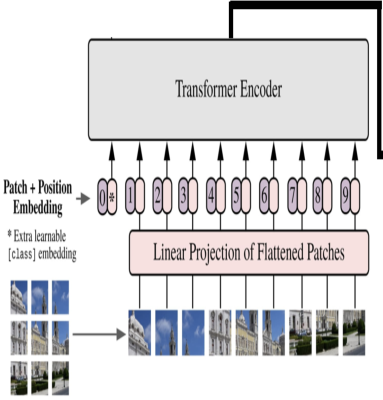 Transformer Encoder
Patch + Position
Embedding
0 * 1 2 3 4 5 6 7 8 9
* Extra learnable
[class] embedding
Linear Projection of Flattened Patches